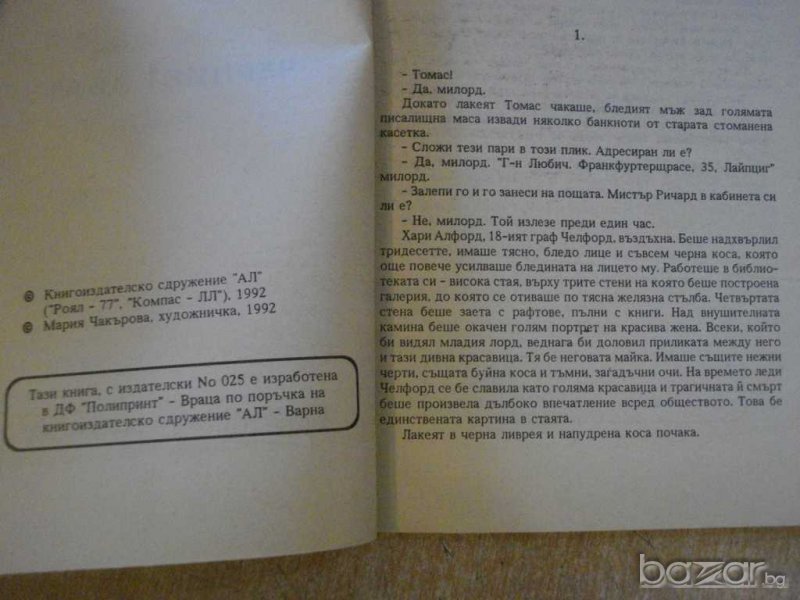 © Книгоиздателско сдружение "АЛ"
("Роял - 77", "Компас - ЛЛ"), 1992
© Мария Чакърова, художничка, 1992
Тази книга, с издателски No 025 е изработена
в ДФ "Полипринт" - Враца по поръчка на
книгоиздателско сдружение "АЛ" - Варна
1.
- Томас!
- Да, милорд.
Докато лакеят Томас чакаше, бледият мъж зад голямата
писалищна маса извади няколко банкноти от старата стоманена
касетка.
- Сложи тези пари в този плик. Адресиран ли е?
- Да, милорд. "Г-н Любич. Франкфуртерщрасе, 35, Лайпциг"
милорд.
- Залепи го и го занеси на пощата. Мистър Ричард в кабинета си
ли е?
- Не, милорд. Той излезе преди един час.
Хари Алфорд, 18-ият граф Челфорд, въздъхна. Беше надхвърлил
тридесетте, имаше тясно, бледо лице и съвсем черна коса, която
още повече усилваше бледината на лицето му. Работеше в библио-
теката си - висока стая, върху трите стени на която беше построена
галерия, до която се отиваше по тясна желязна стълба. Четвъртата
стена беше заета с рафтове, пълни с книги. Над внушителната
камина беше окачен голям портрет на красива жена. Всеки, който
би видял младия лорд, веднага би доловил приликата между него
и тази дивна красавица. Тя бе неговата майка. Имаше същите нежни
черти, същата буйна коса и тъмни, загадъчни очи. На времето леди
Челфорд се бе славила като голяма красавица и трагичната й смърт
беше произвела дълбоко впечатление всред обществото. Това бе
единствената картина в стаята.
Лакеят в черна ливрея и напудрена коса почака.
bazar.bg